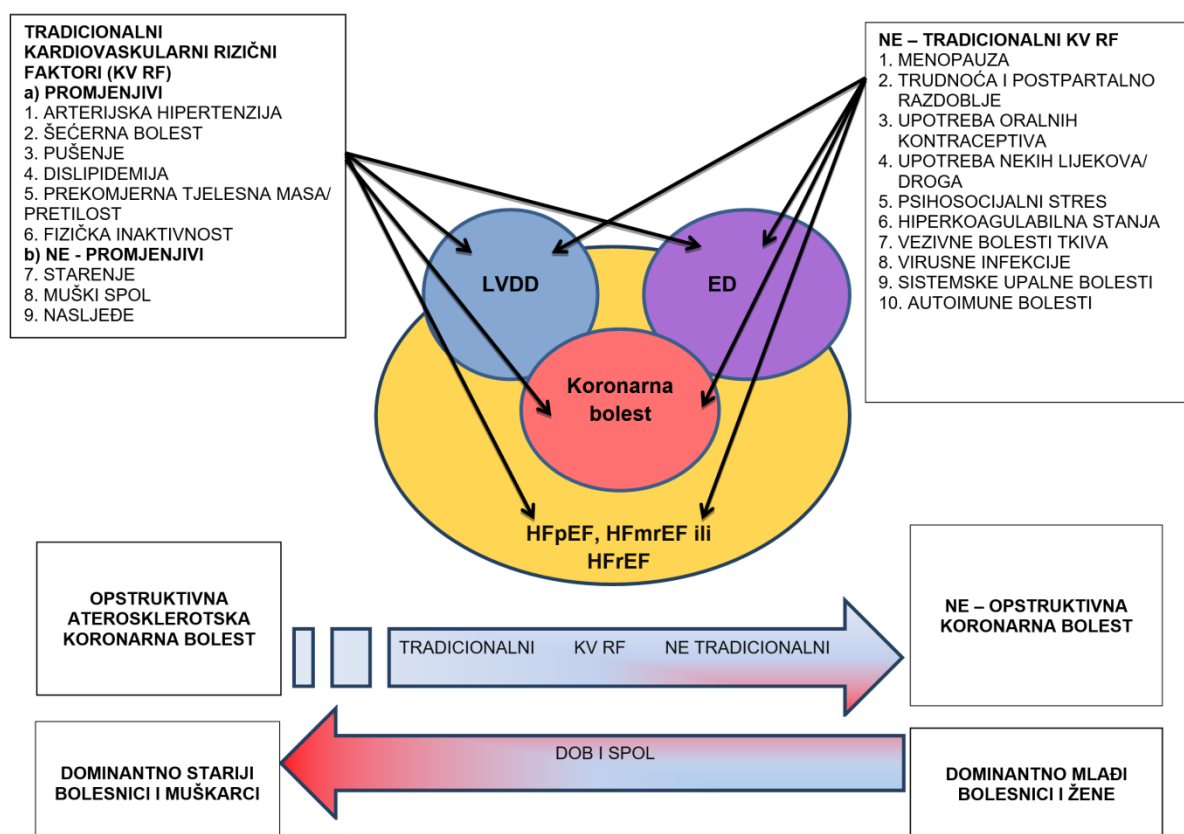 TRADICIONALNI
KARDIOVASKULARNI RIZIČNI
FAKTORI (KV RF)
a) PROMJENJIVI
1. ARTERIJSKA HIPERTENZIJA
2. ŠEĆERNA BOLEST
3. PUŠENJE
4. DISLIPIDEMIJA
5. PREKOMJERNA TJELESNA MASA/
PRETILOST
6. FIZIČKA INAKTIVNOST
b) NE - PROMJENJIVI
7. STARENJE
8. MUŠKI SPOL
9. NASLJEĐE
NE – TRADICIONALNI KV RF
1. MENOPAUZA
2. TRUDNOĆA I POSTPARTALNO
RAZDOBLJE
3. UPOTREBA ORALNIH
KONTRACEPTIVA
4. UPOTREBA NEKIH LIJEKOVA/
DROGA
5. PSIHOSOCIJALNI STRES
6. HIPERKOAGULABILNA STANJA
7. VEZIVNE BOLESTI TKIVA
8. VIRUSNE INFEKCIJE
9. SISTEMSKE UPALNE BOLESTI
10. AUTOIMUNE BOLESTI
LVDD
ED
Koronarna
bolest
HFpEF, HFmrEF ili
HFrEF
OPSTRUKTIVNA
ATEROSKLEROTSKA
KORONARNA BOLEST
TRADICIONALNI KV RF NE TRADICIONALNI
NE – OPSTRUKTIVNA
KORONARNA BOLEST
DOMINANTNO STARIJI
BOLESNICI I MUŠKARCI
DOB I SPOL
DOMINANTNO MLAĐI
BOLESNICI I ŽENE